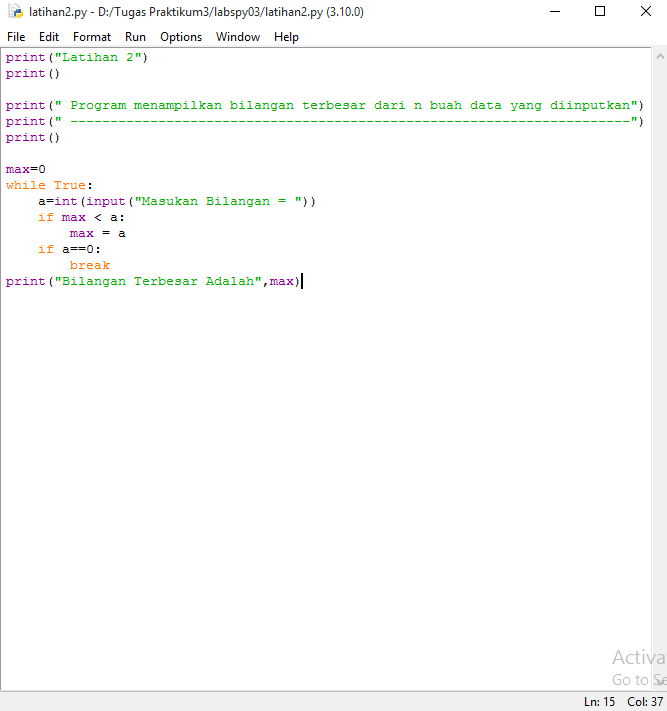 latihan2.py - D:/Tugas Praktikum3/labspy03/latihan2.py (3.10.0)
File Edit Format Run Options Window Help
print("Latihan 2")
print()

print(" Program menampilkan bilangan terbesar dari n buah data yang diinputkan")
print(" ----------------------------------------------------------------------")
print()

max=0
while True:
    a=int(input("Masukan Bilangan = "))
    if max < a:
        max = a
    if a==0:
        break
print("Bilangan Terbesar Adalah",max)
Activa
Go to Se
Ln: 15 Col: 37